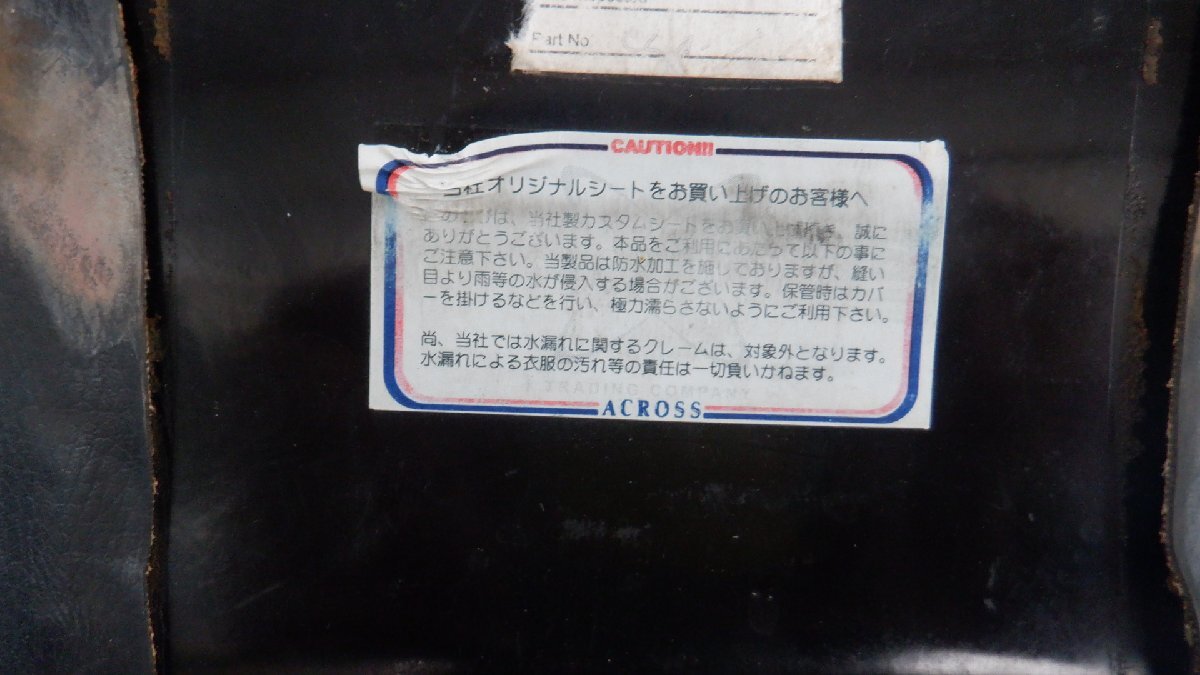 Part No
CAUTION!!
当社オリジナルシートをお買い上げのお客様へ
このたびは、当社製カスタムシートをお買い上げ頂き、誠に
ありがとうございます。本品をご利用にあたって以下の事に
ご注意下さい。当製品は防水加工を施しておりますが、縫い
目より雨等の水が侵入する場合がございます。保管時はカバ
ーを掛けるなどを行い、極力濡らさないようにご利用下さい。
尚、当社では水漏れに関するクレームは、対象外となります。
水漏れによる衣服の汚れ等の責任は一切負いかねます。
TRADING COMPANY
ACROSS